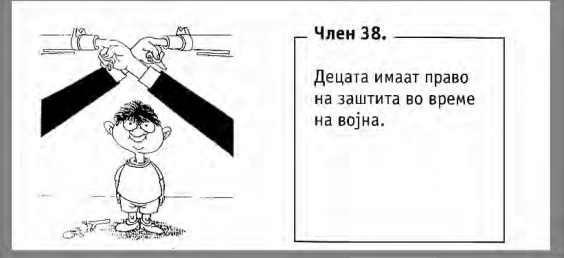 Член 38.
Децата имаат право
на заштита во време
на војна.